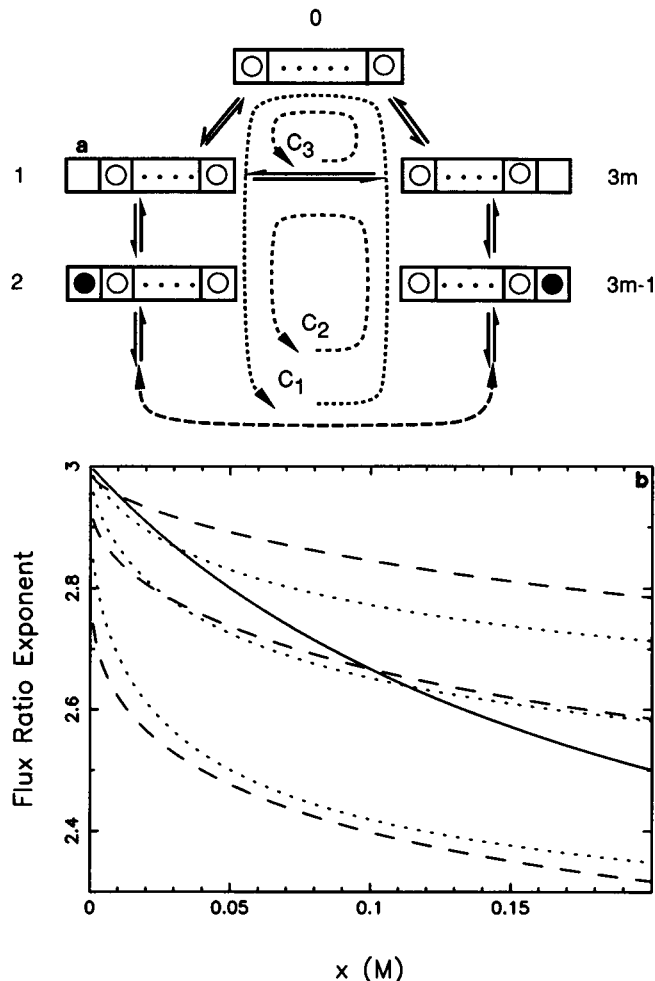 0
a
1
C3
3m
2
3m-1
C2
C1
b
3
2.8
2.6
2.4
Flux Ratio Exponent
0 0.05 0.1 0.15
x (M)